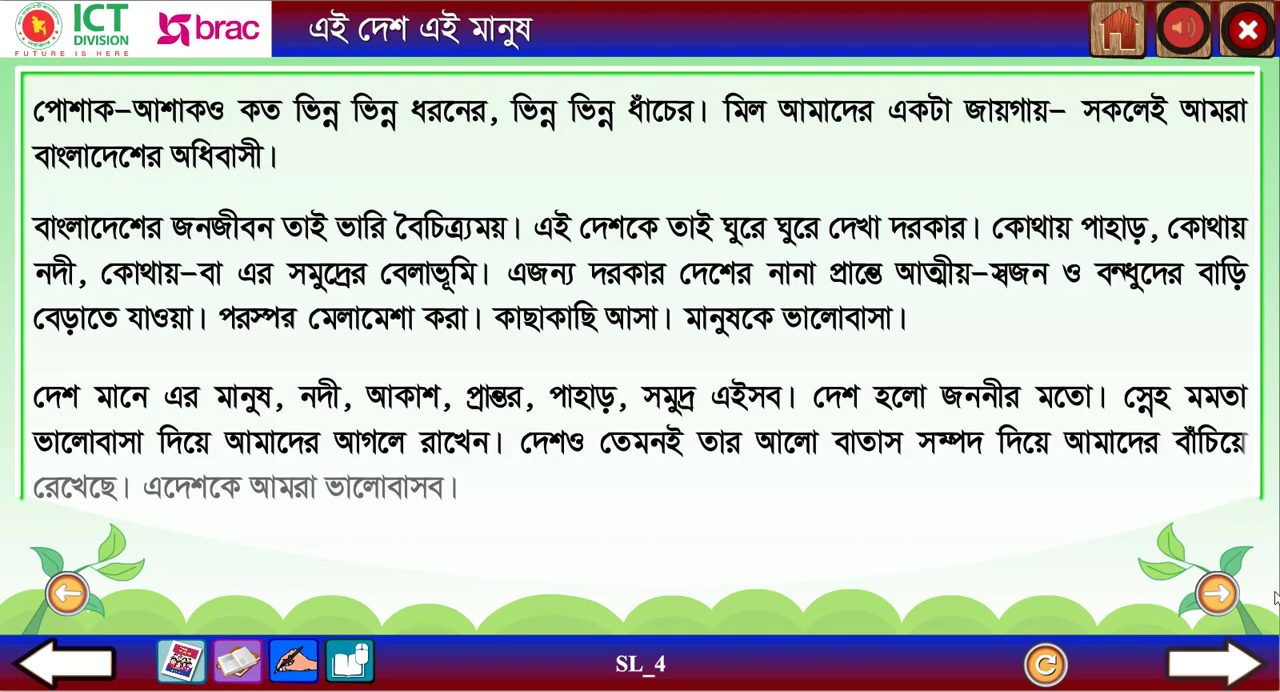 ICT
DIVISION
FUTURE IS HERE
brac
এই দেশ এই মানুষ
পোশাক-আশাকও কত ভিন্ন ভিন্ন ধরনের, ভিন্ন ভিন্ন ধাঁচের। মিল আমাদের একটা জায়গায়- সকলেই আমরা
বাংলাদেশের অধিবাসী।
বাংলাদেশের জনজীবন তাই ভারি বৈচিত্র্যময়। এই দেশকে তাই ঘুরে ঘুরে দেখা দরকার। কোথায় পাহাড়, কোথায়
নদী, কোথায়-বা এর সমুদ্রের বেলাভূমি। এজন্য দরকার দেশের নানা প্রান্তে আত্মীয়-স্বজন ও বন্ধুদের বাড়ি
বেড়াতে যাওয়া। পরস্পর মেলামেশা করা। কাছাকাছি আসা। মানুষকে ভালোবাসা।
দেশ মানে এর মানুষ, নদী, আকাশ, প্রান্তর, পাহাড়, সমুদ্র এইসব। দেশ হলো জননীর মতো। স্নেহ মমতা
ভালোবাসা দিয়ে আমাদের আগলে রাখেন। দেশও তেমনই তার আলো বাতাস সম্পদ দিয়ে আমাদের বাঁচিয়ে
রেখেছে। এদেশকে আমরা ভালোবাসব।
SL_4